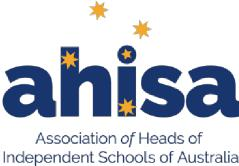 ahisa
Association of Heads of
Independent Schools of Australia